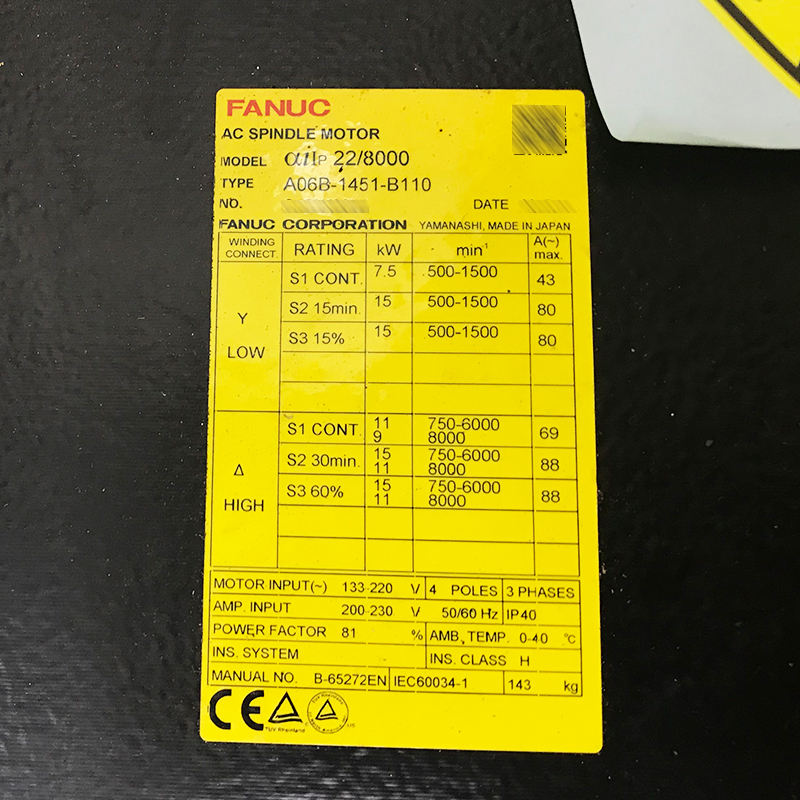 FANUC
AC SPINDLE MOTOR
MODEL αiIP 22/8000
TYPE A06B-1451-B110
NO. DATE
FANUC CORPORATION YAMANASHI, MADE IN JAPAN
WINDING CONNECT. RATING kW min-1 A(~) max.
Y LOW
S1 CONT. 7.5 500-1500 43
S2 15min. 15 500-1500 80
S3 15% 15 500-1500 80
Δ HIGH
S1 CONT. 11 750-6000 69
9 8000
S2 30min. 15 750-6000 88
11 8000
S3 60% 15 750-6000 88
11 8000
MOTOR INPUT(~) 133-220 V 4 POLES 3 PHASES
AMP. INPUT 200-230 V 50/60 Hz IP40
POWER FACTOR 81 % AMB, TEMP. 0-40 °C
INS. SYSTEM INS. CLASS H
MANUAL NO. B-65272EN IEC60034-1 143 kg
CE
TUV Rheinland